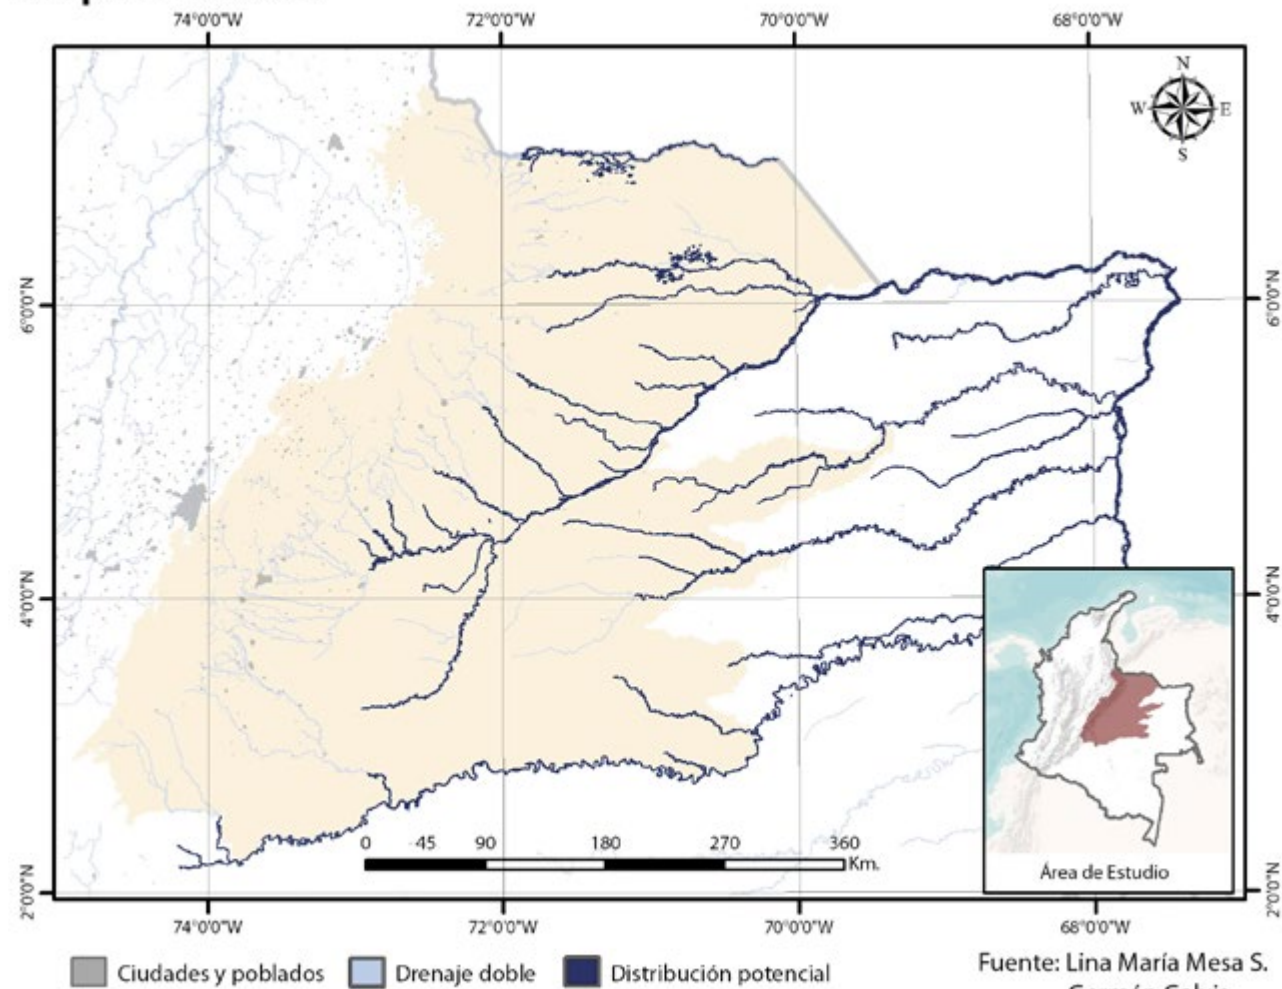 74°0'0"W 72°0'0"W 70°0'0"W 68°0'0"W
N
W E
S
6°0'0"N 6°0'0"N
4°0'0"N 4°0'0"N
2°0'0"N 2°0'0"N
0 45 90 180 270 360
Km.
Área de Estudio
74°0'0"W 72°0'0"W 70°0'0"W 68°0'0"W
Ciudades y poblados Drenaje doble Distribución potencial
Fuente: Lina María Mesa S.